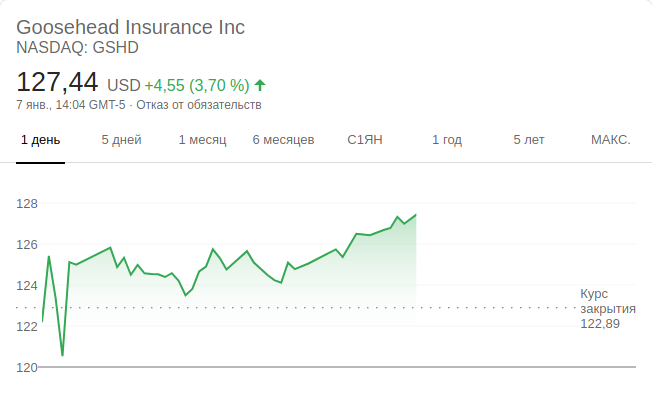 Goosehead Insurance Inc
NASDAQ: GSHD
127,44 USD +4,55 (3,70 %)
7 янв., 14:04 GMT-5 · Отказ от обязательств
1 день 5 дней 1 месяц 6 месяцев С1ЯН 1 год 5 лет МАКС.
128
126
124
Курс
закрытия
122,89
122
120